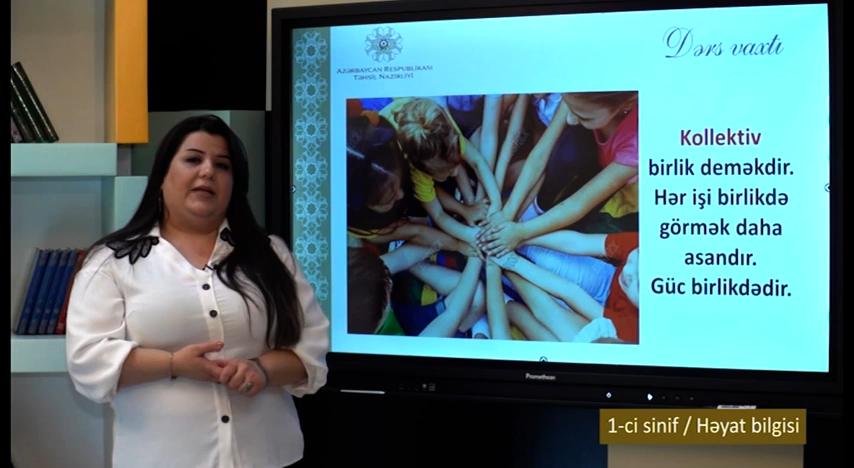 Dərs vaxtı
AZƏRBAYCAN RESPUBLİKASI
TƏHSİL NAZİRLİYİ
Kollektiv
birlik deməkdir.
Hər işi birlikdə
görmək daha
asandır.
Güc birlikdədir.
Promethean
1-ci sinif / Həyat bilgisi